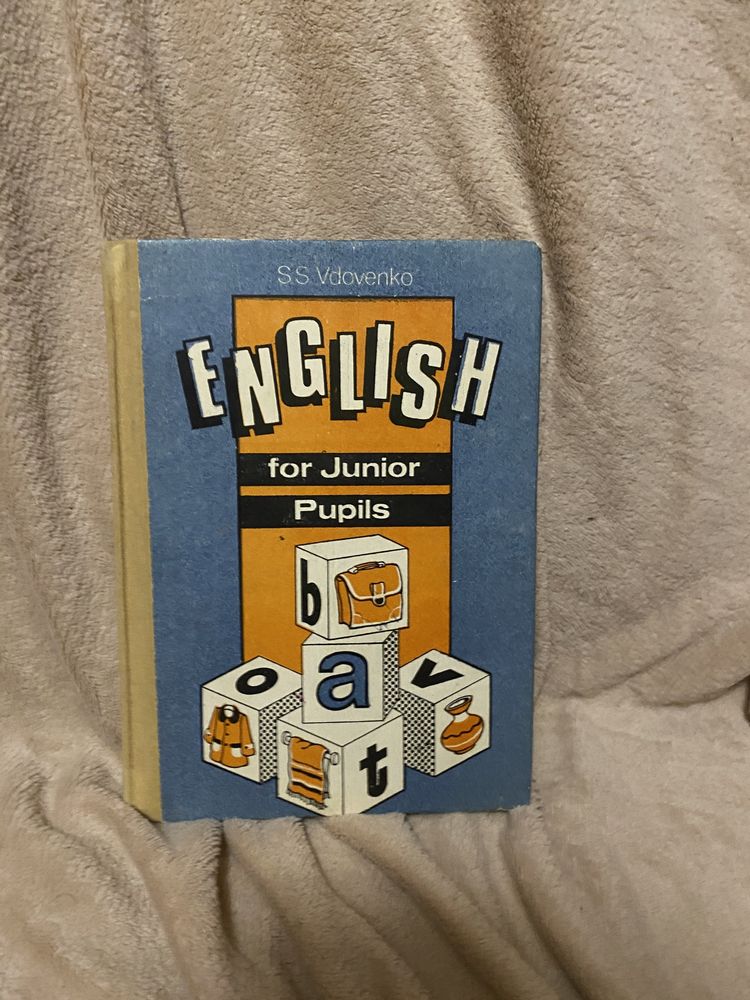 S.S. Vdovenko
ENGLISH
for Junior
Pupils
b
a
o
v
t